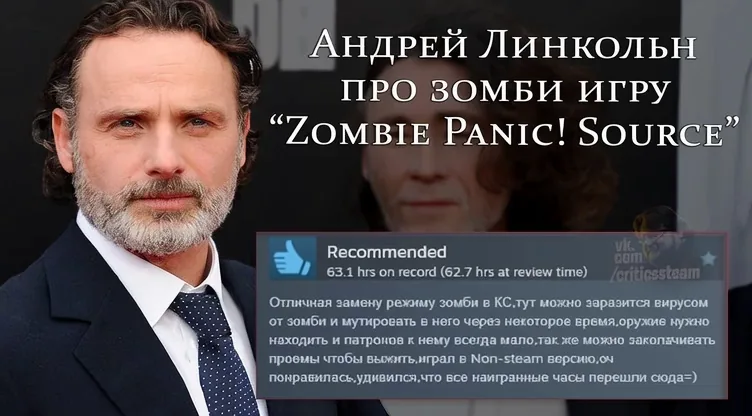 Андрей Линкольн
про зомби игру
“Zombie Panic! Source”
Recommended
63.1 hrs on record (62.7 hrs at review time)
vk.
com
/criticssteam
Отличная замену режиму зомби в КС,тут можно заразится вирусом
от зомби и мутировать в него через некоторое время,оружие нужно
находить и патронов к нему всегда мало,так же можно заколачивать
проемы чтобы выжить,играл в Non-steam версию,оч
понравилась,удивился,что все наигранные часы перешли сюда=)